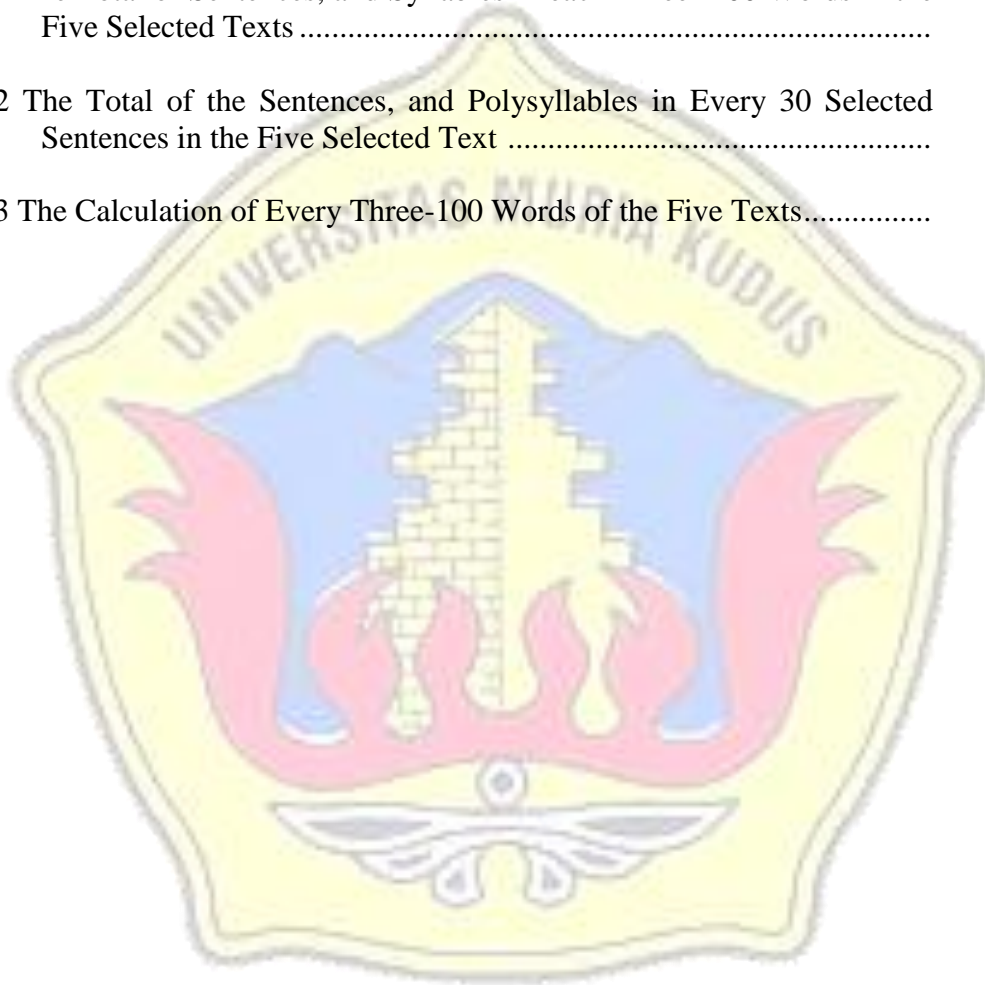 Five Selected Texts ..............................................................................
2 The Total of the Sentences, and Polysyllables in Every 30 Selected
Sentences in the Five Selected Text ....................................................
3 The Calculation of Every Three-100 Words of the Five Texts................
UNIVERSITAS MURIA KUDUS